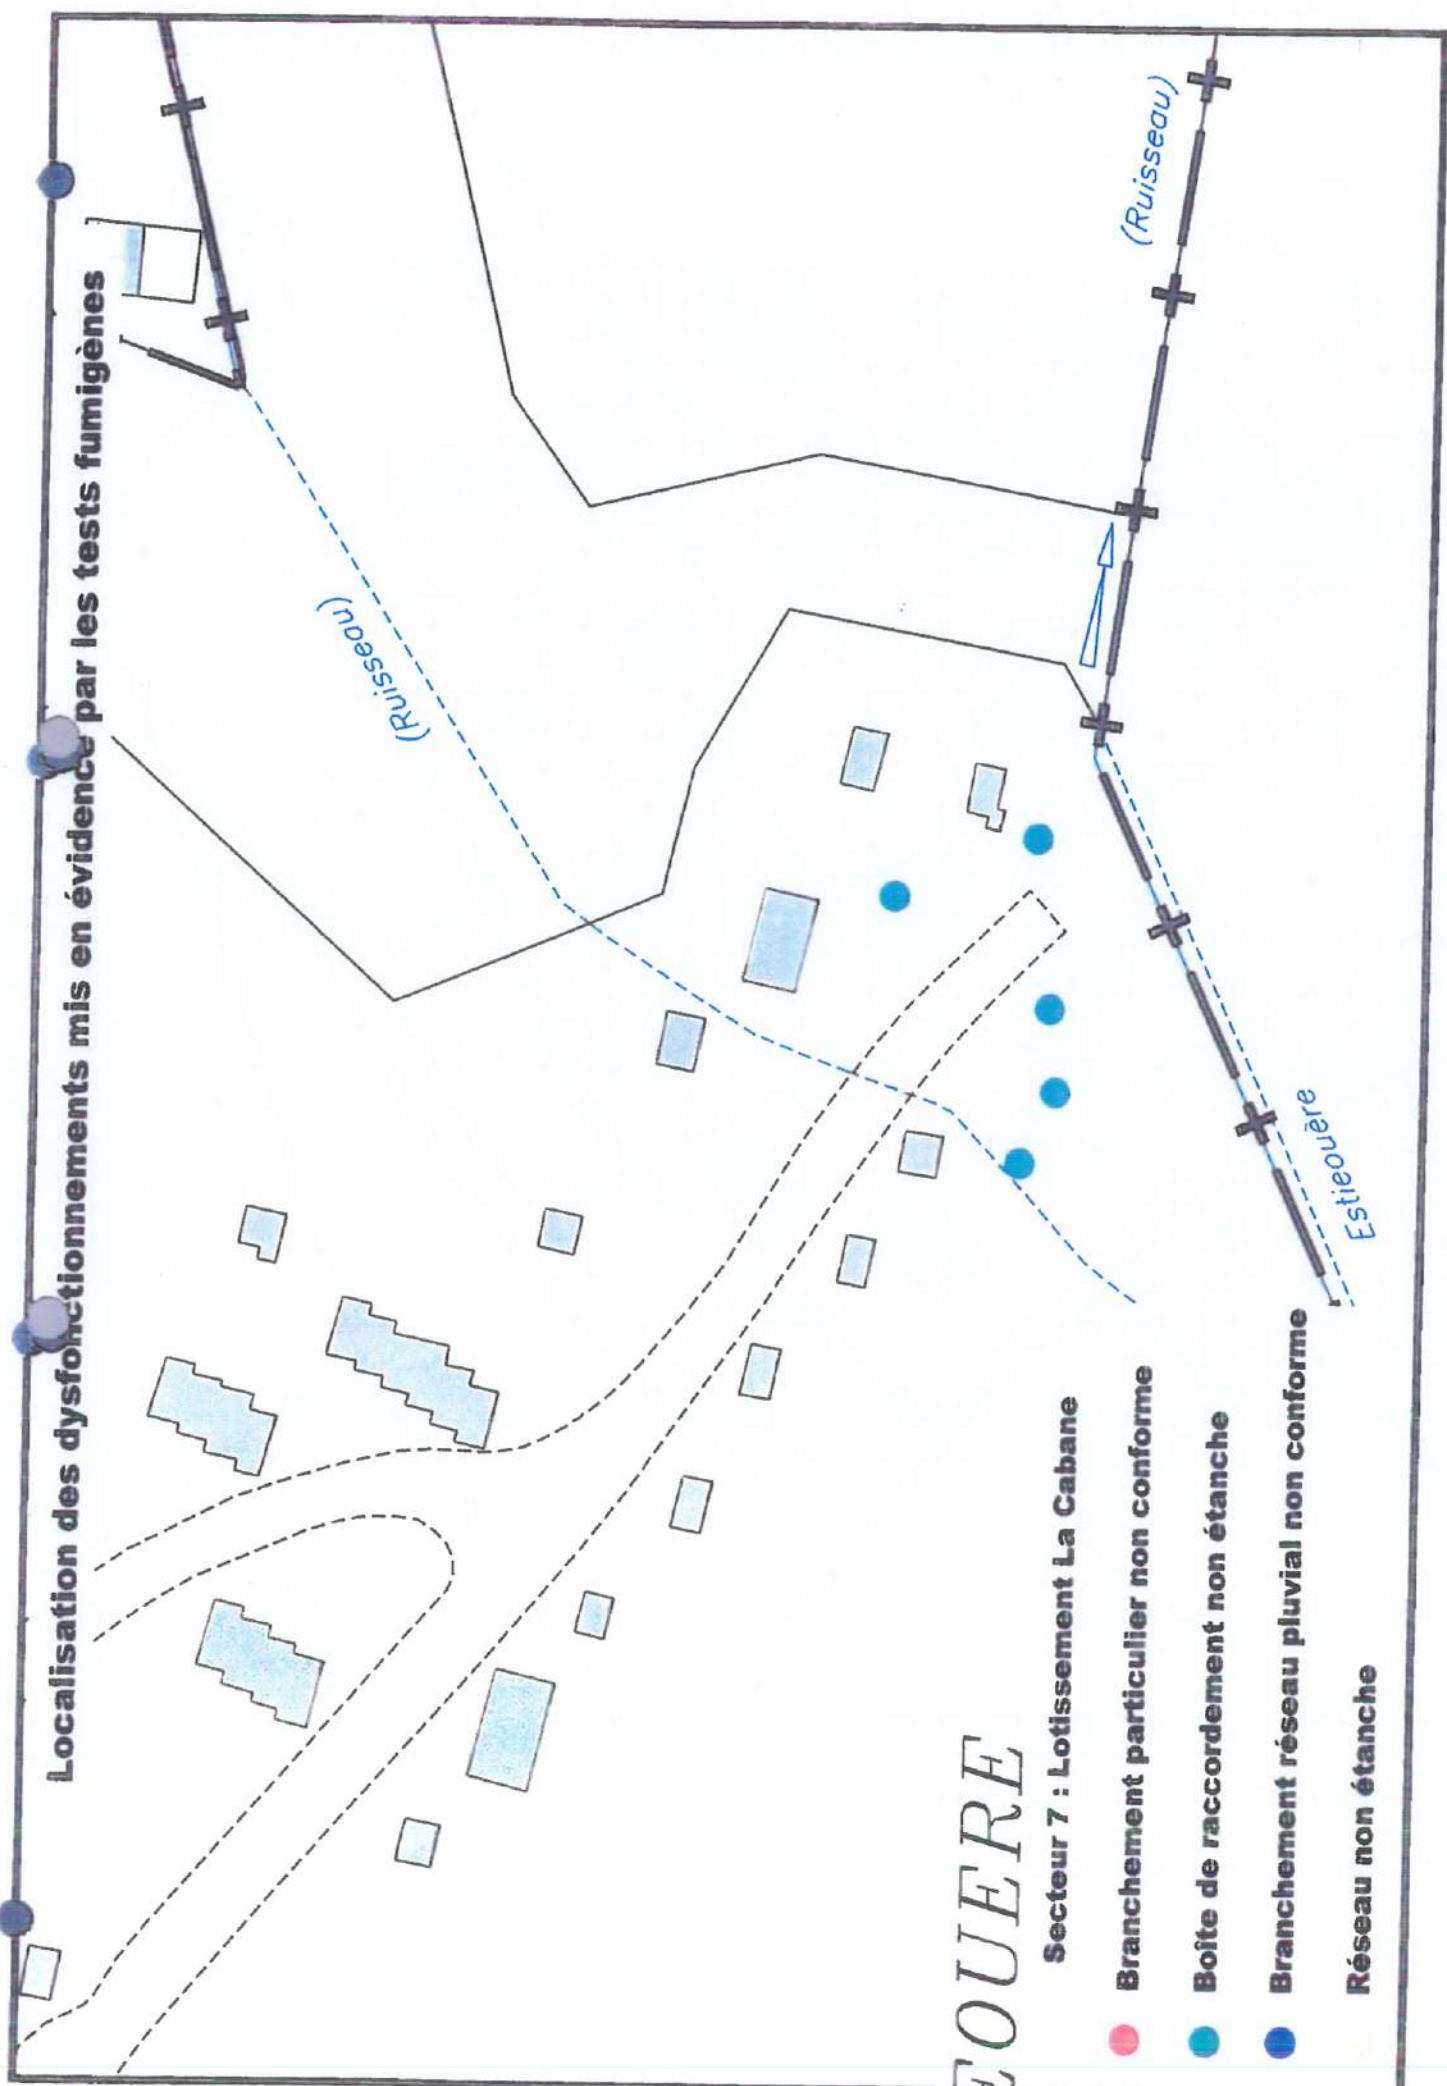 Localisation des dysfonctionnements mis en évidence par les tests fumigènes
(Ruisseau)
(Ruisseau)
Estieouère
EOUERE
Secteur 7 : Lotissement La Cabane
Branchement particulier non conforme
Boîte de raccordement non étanche
Branchement réseau pluvial non conforme
Réseau non étanche